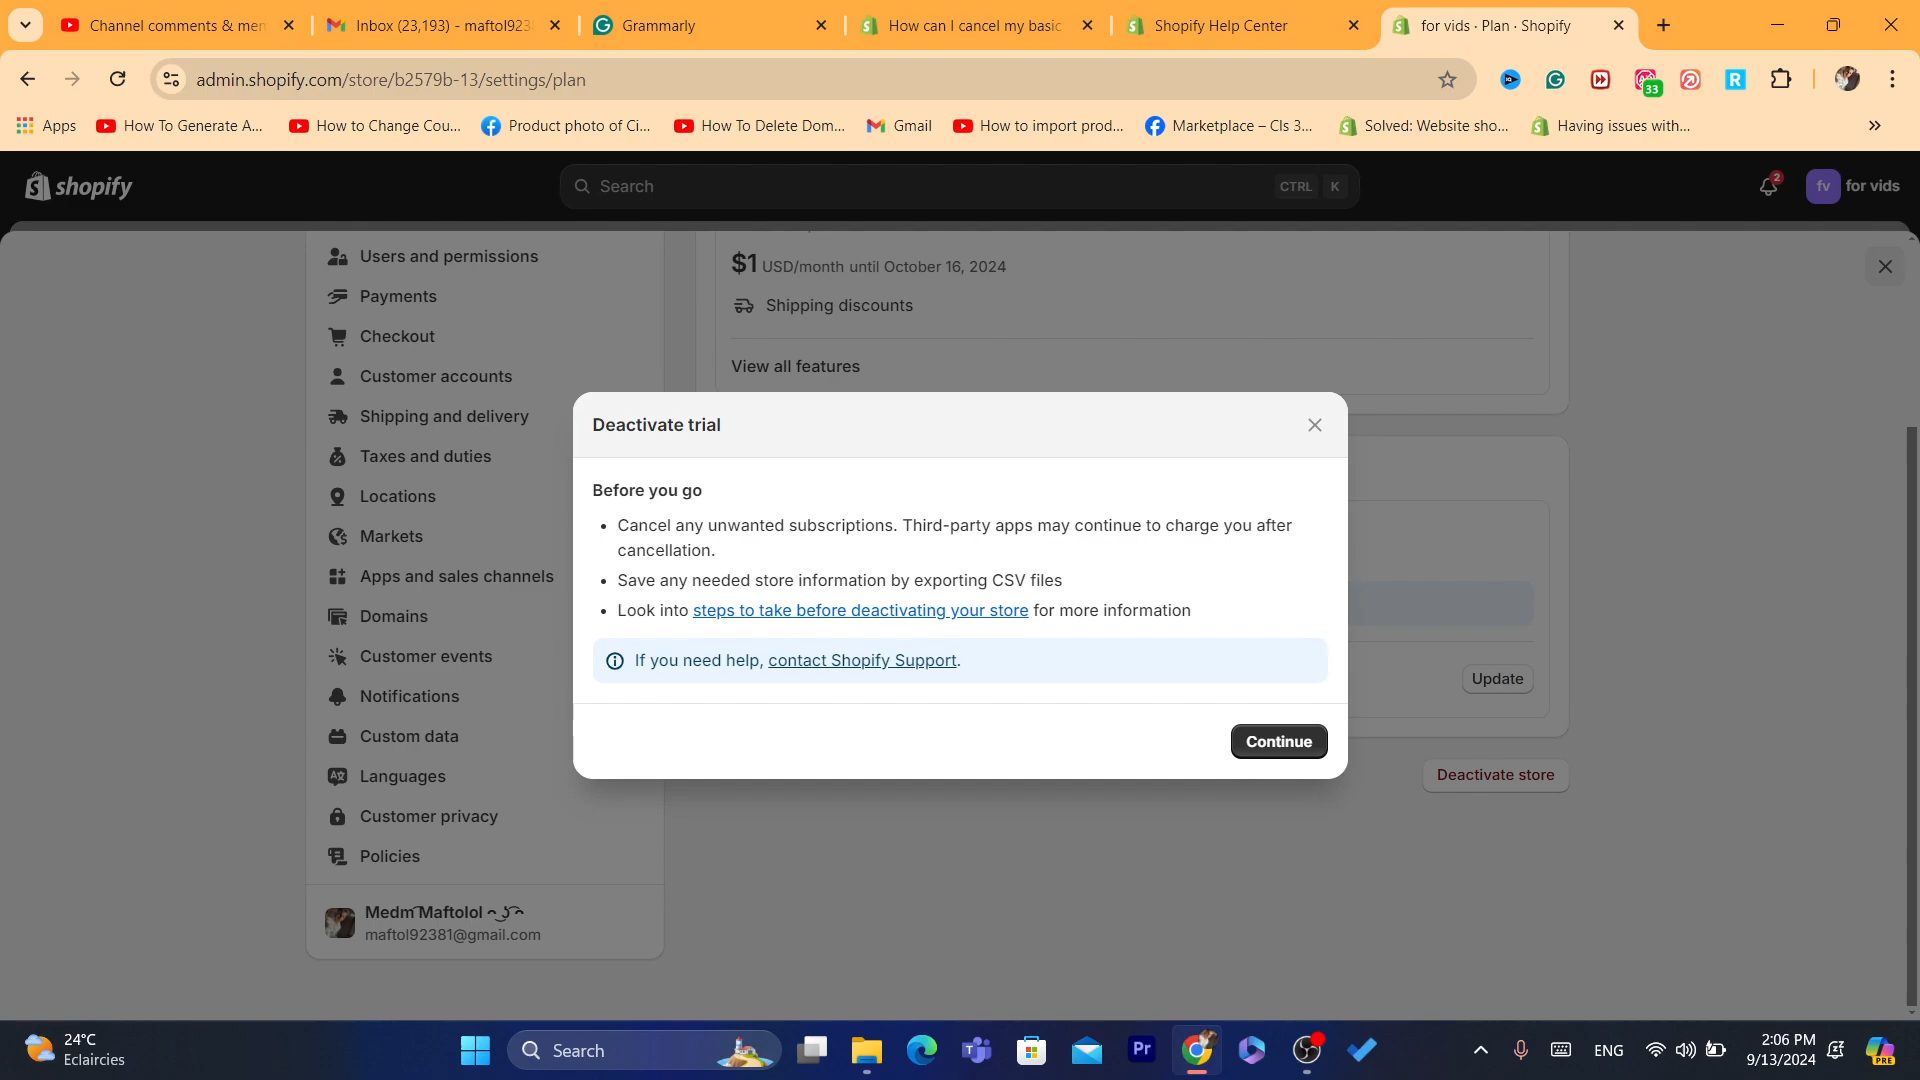 Channel comments & men
Inbox (23,193) - maftol923
Grammarly
How can I cancel my basic
Shopify Help Center
for vids · Plan · Shopify
admin.shopify.com/store/b2579b-13/settings/plan
33
Apps
How To Generate A...
How to Change Cou...
Product photo of Ci...
How To Delete Dom...
Gmail
How to import prod...
Marketplace – Cls 3...
Solved: Website sho...
Having issues with...
shopify
Search
CTRL K
2
fv
for vids
Users and permissions
Payments
Checkout
Customer accounts
Shipping and delivery
Taxes and duties
Locations
Markets
Apps and sales channels
Domains
Customer events
Notifications
Custom data
Languages
Customer privacy
Policies
Medm͡ Maftolol ᴖ ͜ʖ ͡ᴖ
maftol92381@gmail.com
$1 USD/month until October 16, 2024
Shipping discounts
View all features
Deactivate trial
Before you go
• Cancel any unwanted subscriptions. Third-party apps may continue to charge you after
cancellation.
• Save any needed store information by exporting CSV files
• Look into steps to take before deactivating your store for more information
If you need help, contact Shopify Support.
Continue
Update
Deactivate store
24°C
Eclaircies
Search
Pr
ENG
2:06 PM
9/13/2024
PRE